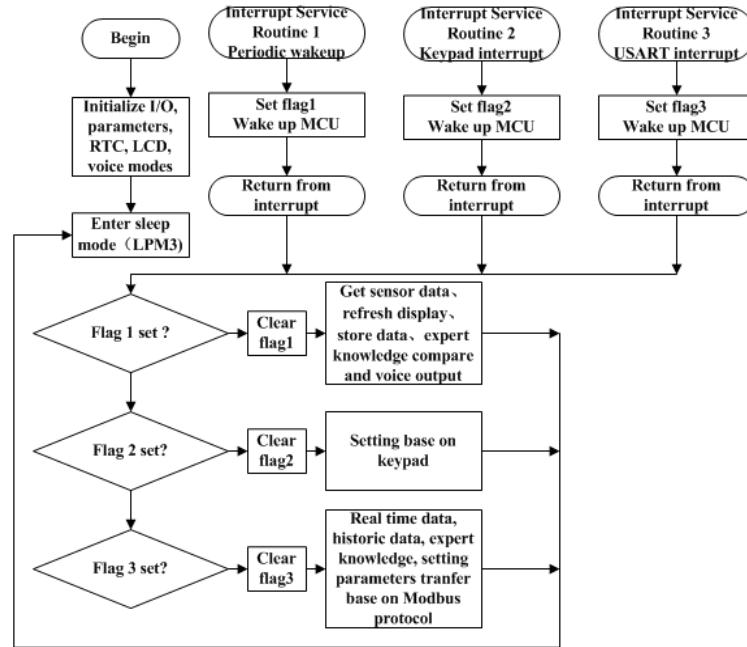 Begin
Initialize I/O,
parameters,
RTC, LCD,
voice modes
Enter sleep
mode（LPM3)
Interrupt Service
Routine 1
Periodic wakeup
Set flag1
Wake up MCU
Return from
interrupt
Interrupt Service
Routine 2
Keypad interrupt
Set flag2
Wake up MCU
Return from
interrupt
Interrupt Service
Routine 3
USART interrupt
Set flag3
Wake up MCU
Return from
interrupt
Flag 1 set ?
Clear
flag1
Get sensor data、
refresh display、
store data、expert
knowledge compare
and voice output
Flag 2 set?
Clear
flag2
Setting base on
keypad
Flag 3 set?
Clear
flag3
Real time data,
historic data, expert
knowledge, setting
parameters tranfer
base on Modbus
protocol